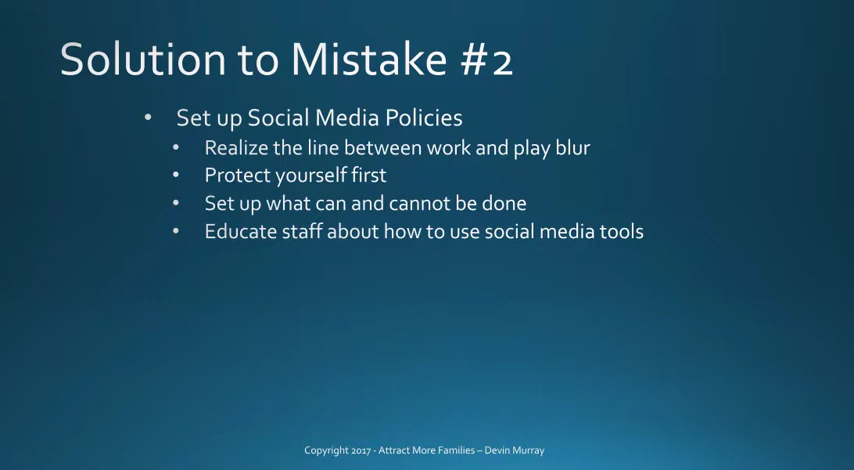 Solution to Mistake #2
• Set up Social Media Policies
• Realize the line between work and play blur
• Protect yourself first
• Set up what can and cannot be done
• Educate staff about how to use social media tools
Copyright 2017 - Attract More Families – Devin Murray